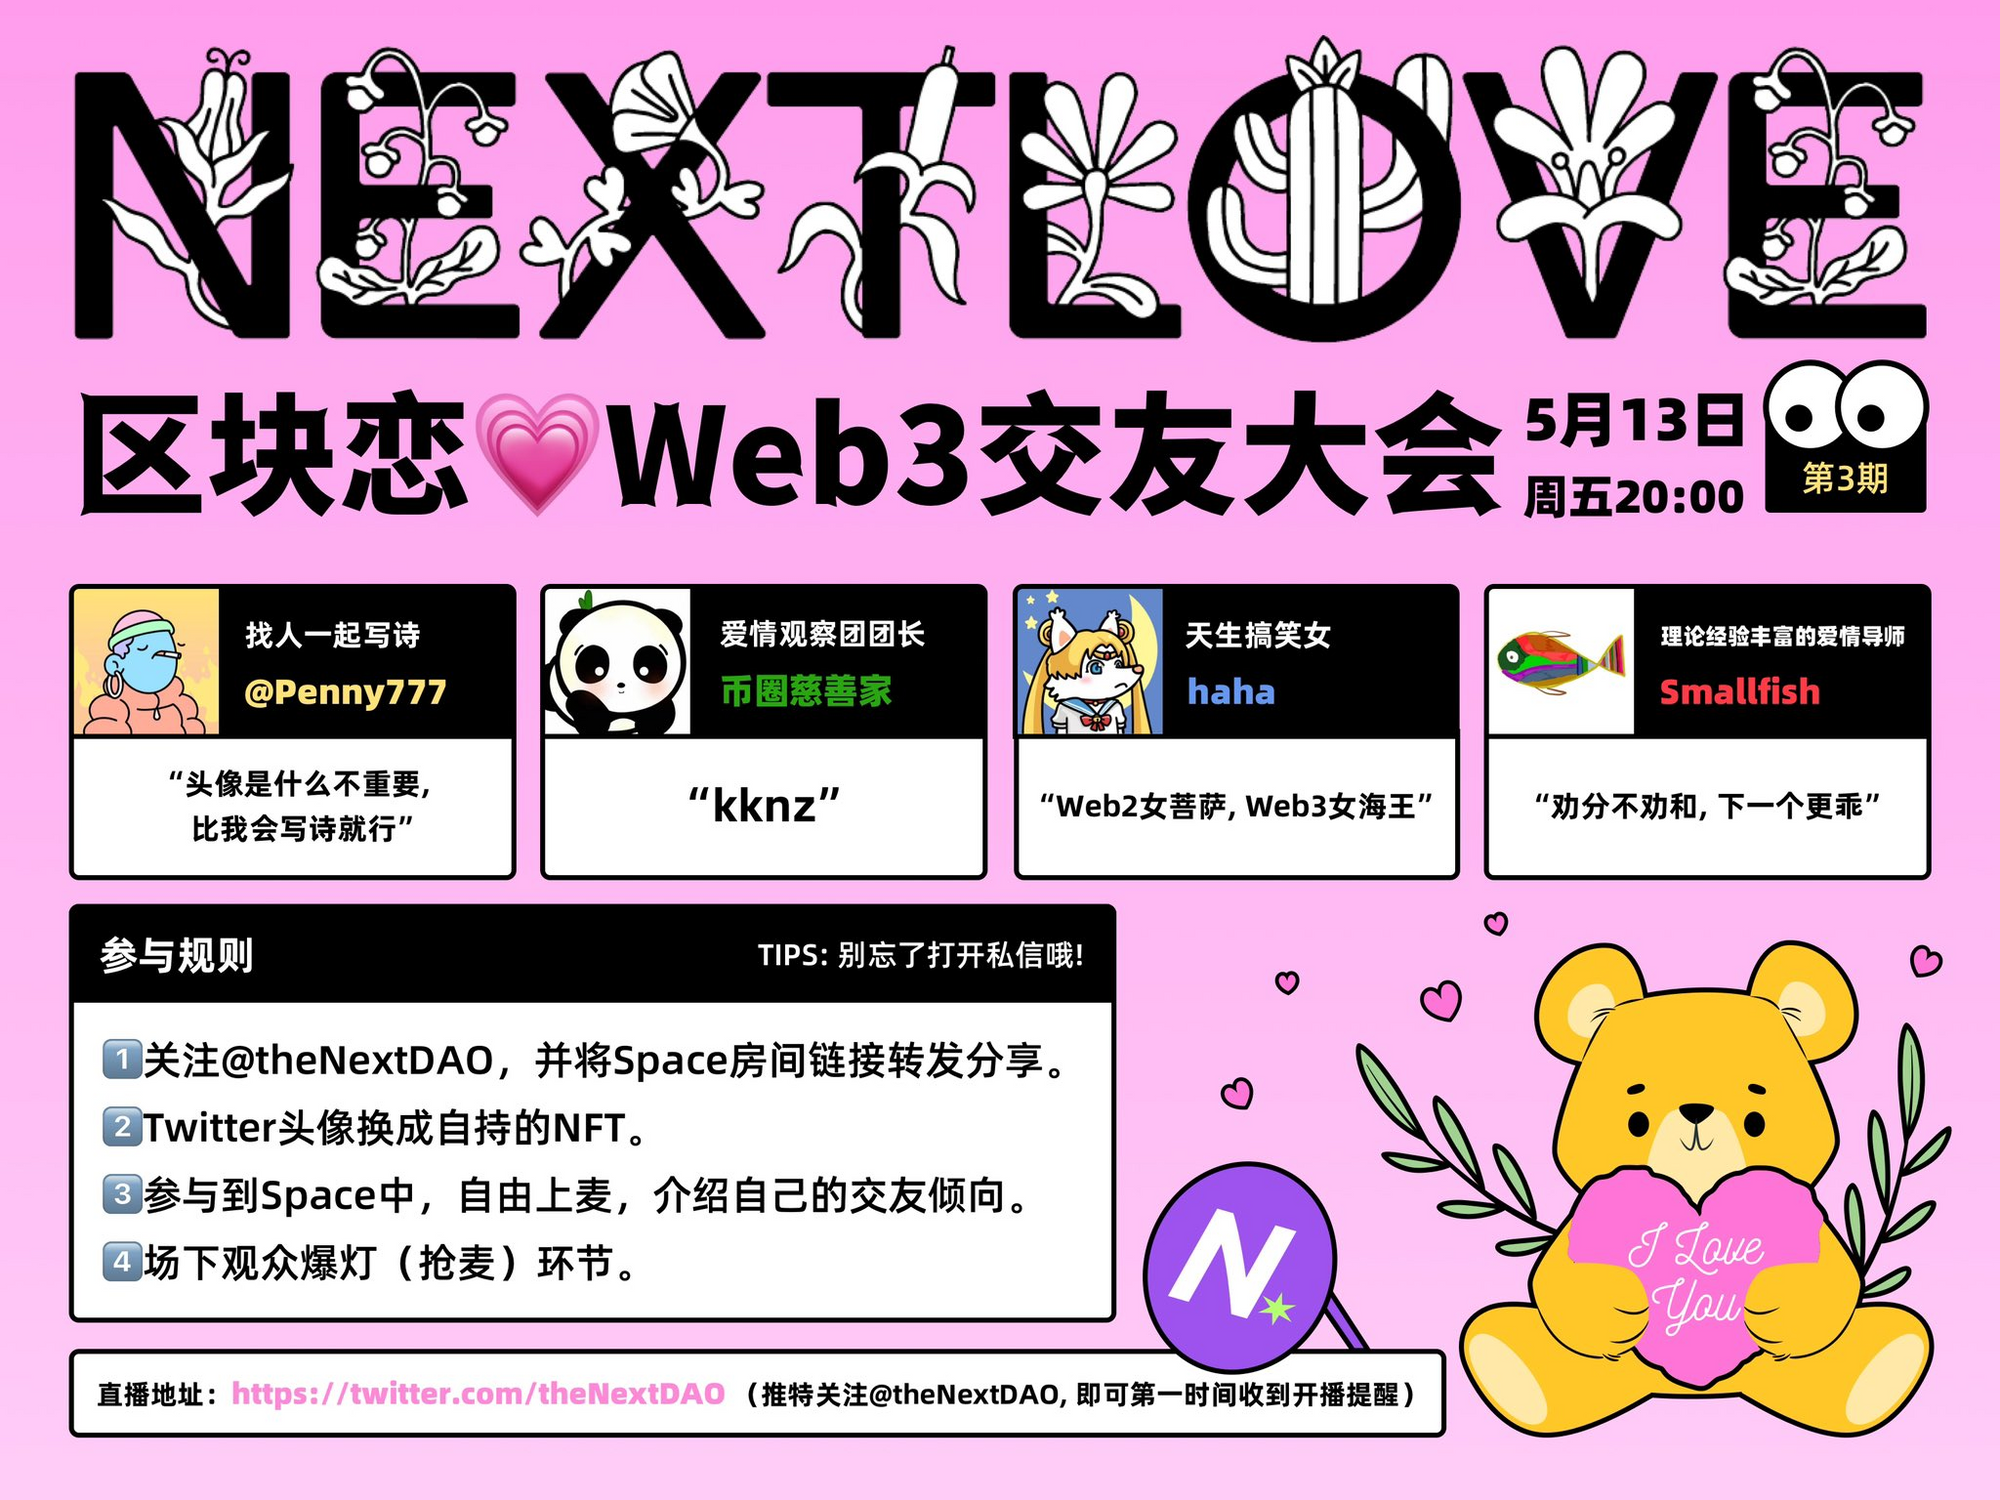 NEXTLOVE
区块恋💗Web3交友大会
5月13日
周五20:00
第3期
找人一起写诗
@Penny777
“头像是什么不重要,
比我会写诗就行”
爱情观察团团长
币圈慈善家
“kknz”
天生搞笑女
haha
“Web2女菩萨, Web3女海王”
理论经验丰富的爱情导师
Smallfish
“劝分不劝和, 下一个更乖”
参与规则
TIPS: 别忘了打开私信哦!
1关注@theNextDAO，并将Space房间链接转发分享。
2Twitter头像换成自持的NFT。
3参与到Space中，自由上麦，介绍自己的交友倾向。
4场下观众爆灯（抢麦）环节。
N
I Love
You
直播地址：https://twitter.com/theNextDAO（推特关注@theNextDAO, 即可第一时间收到开播提醒）